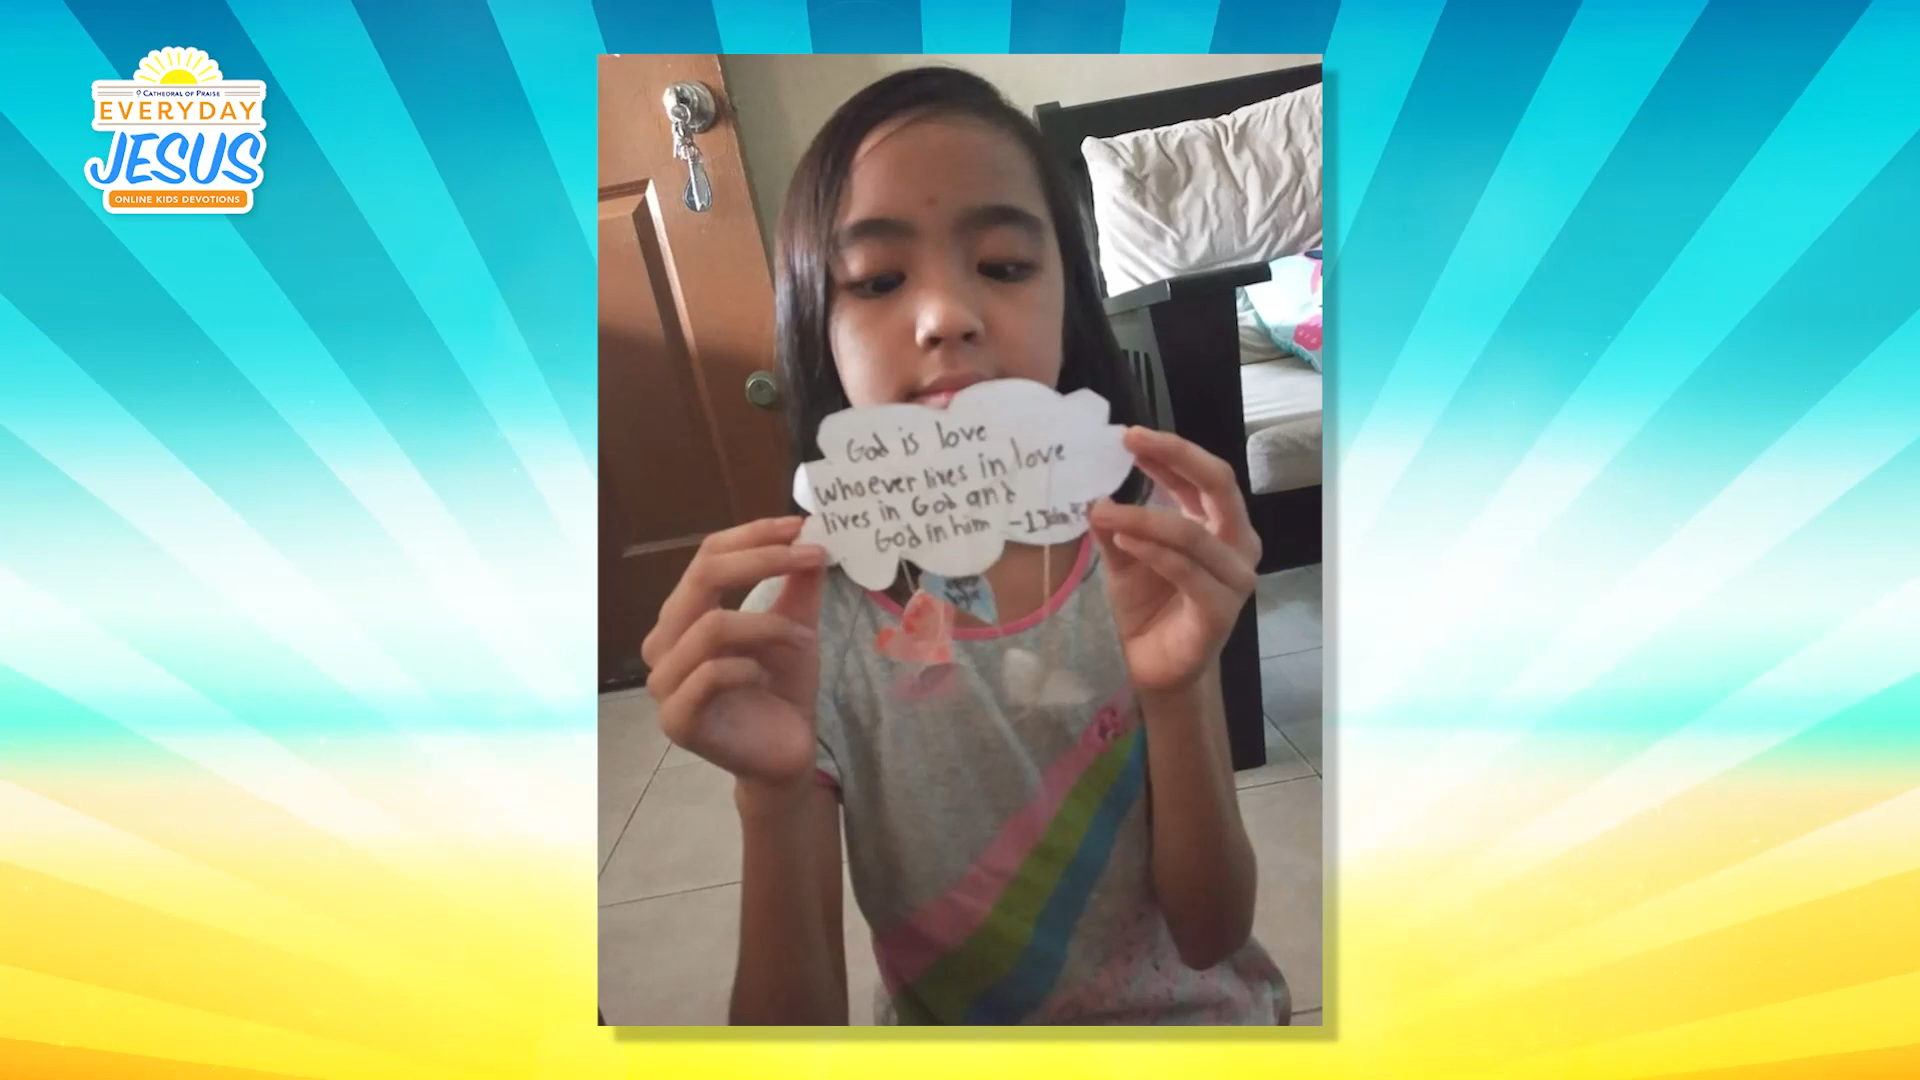 CATHEDRAL OF PRAISE
EVERYDAY
JESUS
ONLINE KIDS DEVOTIONS
God is love
whoever lives in love
lives in God and
God in him -1 John